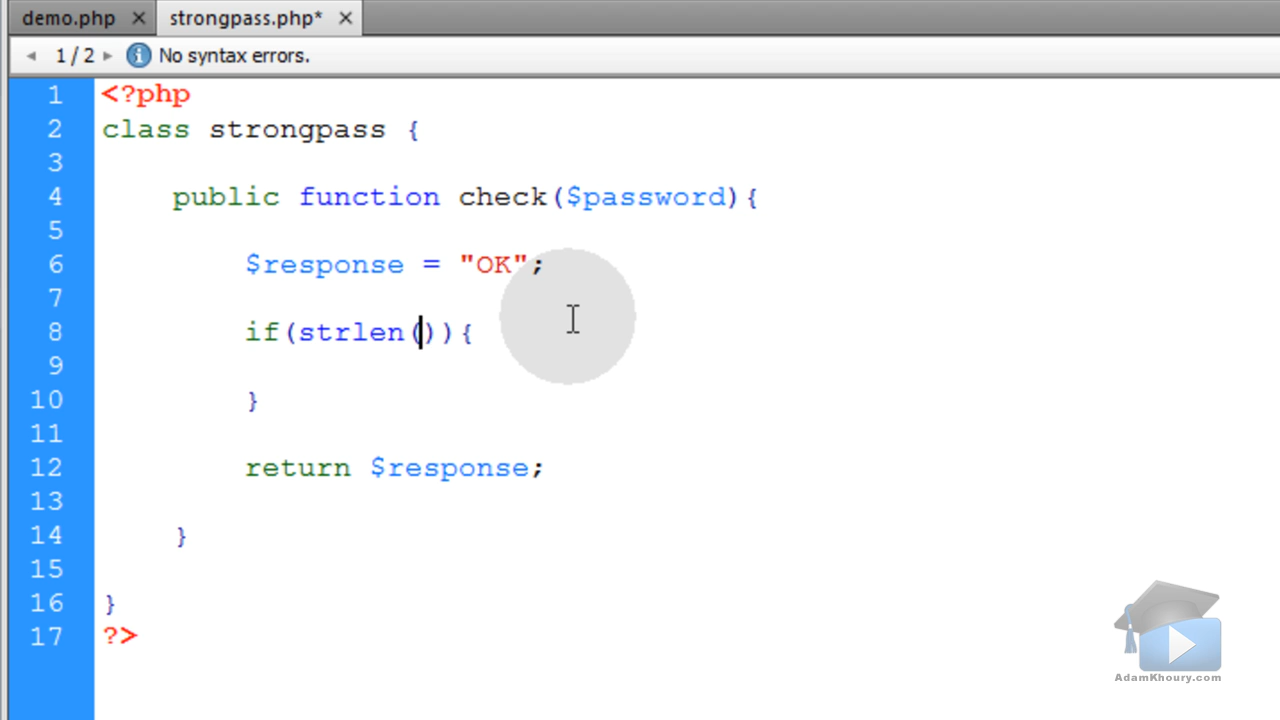 demo.php × strongpass.php* ×
1 / 2 No syntax errors.
1 <?php
2 class strongpass {
3
4 public function check($password){
5
6 $response = "OK";
7
8 if(strlen()){
9
10 }
11
12 return $response;
13
14 }
15
16 }
17 ?>
AdamKhoury.com